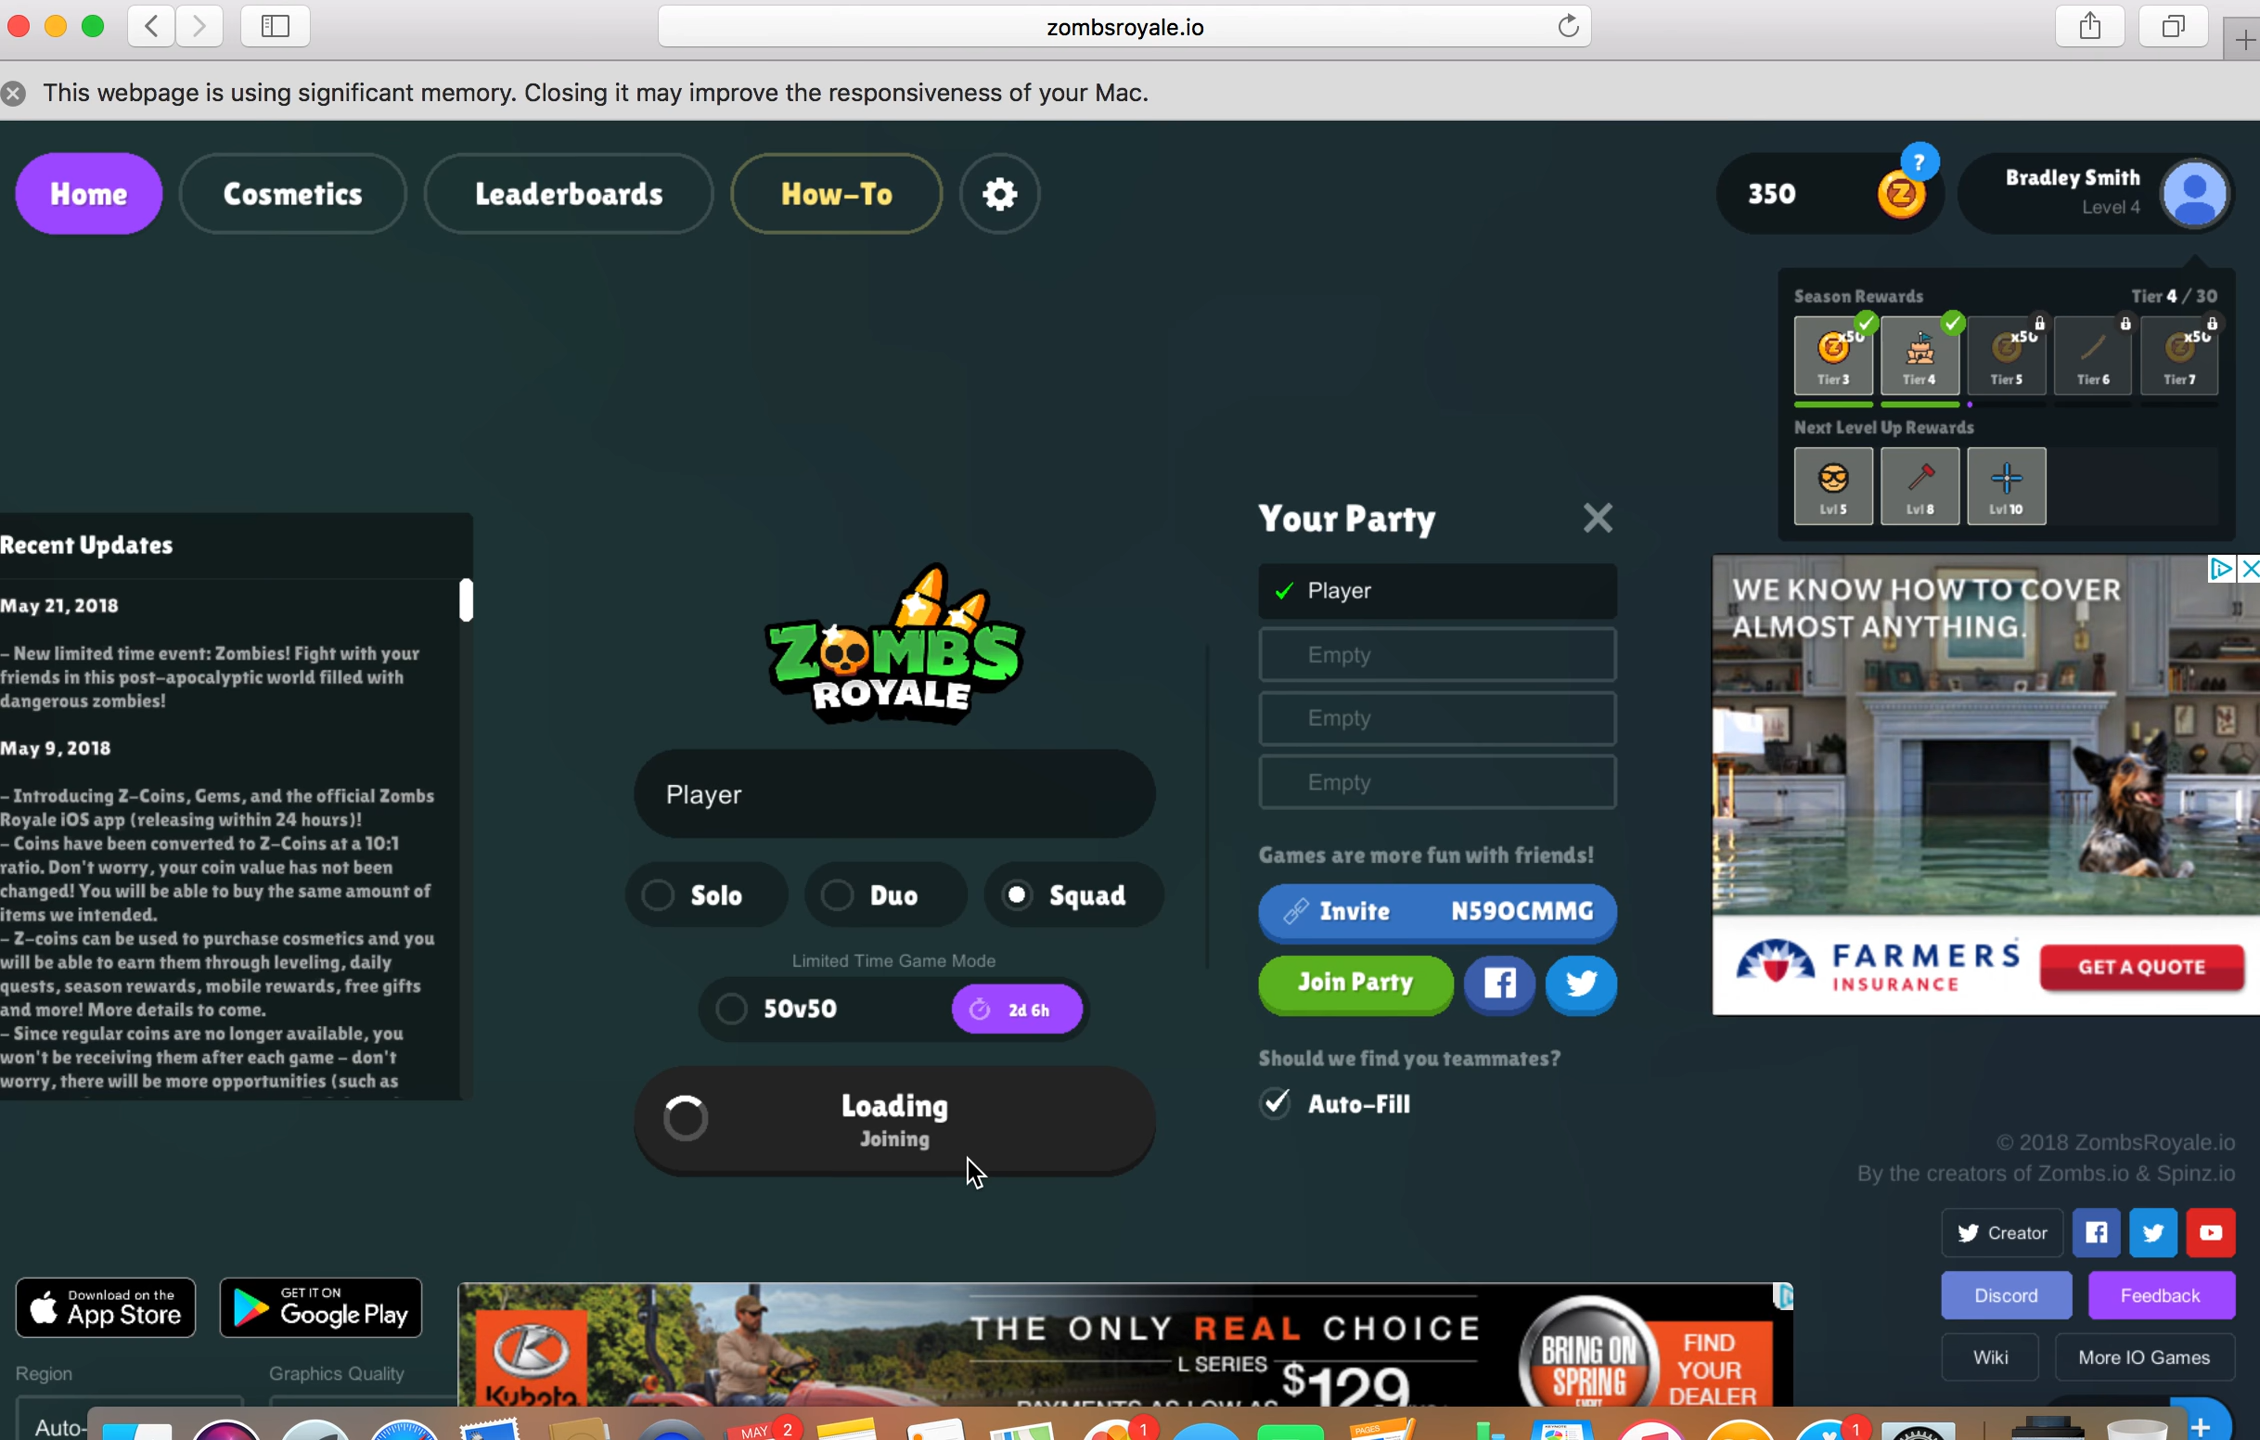 zombsroyale.io
This webpage is using significant memory. Closing it may improve the responsiveness of your Mac.
Home
Cosmetics
Leaderboards
How-To
350
?
Bradley Smith
Level 4
Season Rewards
Tier 4 / 30
x50
x50
x50
Tier 3
Tier 4
Tier 5
Tier 6
Tier 7
Next Level Up Rewards
Lvl 5
Lvl 8
Lvl 10
Recent Updates
May 21, 2018
- New limited time event: Zombies! Fight with your
friends in this post-apocalyptic world filled with
dangerous zombies!
May 9, 2018
- Introducing Z-Coins, Gems, and the official Zombs
Royale iOS app (releasing within 24 hours)!
- Coins have been converted to Z-Coins at a 10:1
ratio. Don't worry, your coin value has not been
changed! You will be able to buy the same amount of
items we intended.
- Z-coins can be used to purchase cosmetics and you
will be able to earn them through leveling, daily
quests, season rewards, mobile rewards, free gifts
and more! More details to come.
- Since regular coins are no longer available, you
won't be receiving them after each game - don't
worry, there will be more opportunities (such as
ZOMBS
ROYALE
Player
Solo
Duo
Squad
Limited Time Game Mode
50v50
2d 6h
Loading
Joining
Your Party
Player
Empty
Empty
Empty
Games are more fun with friends!
Invite
N59OCMMG
Join Party
Should we find you teammates?
Auto-Fill
WE KNOW HOW TO COVER
ALMOST ANYTHING.
FARMERS
INSURANCE
GET A QUOTE
© 2018 ZombsRoyale.io
By the creators of Zombs.io & Spinz.io
Creator
Discord
Feedback
Wiki
More IO Games
Download on the
App Store
GET IT ON
Google Play
Region
Graphics Quality
Auto-
Kubota
THE ONLY REAL CHOICE
L SERIES
$129
PAYMENTS AS LOW AS
BRING ON
SPRING
EVENT
FIND
YOUR
DEALER
MAY
2
1
PAGES
1